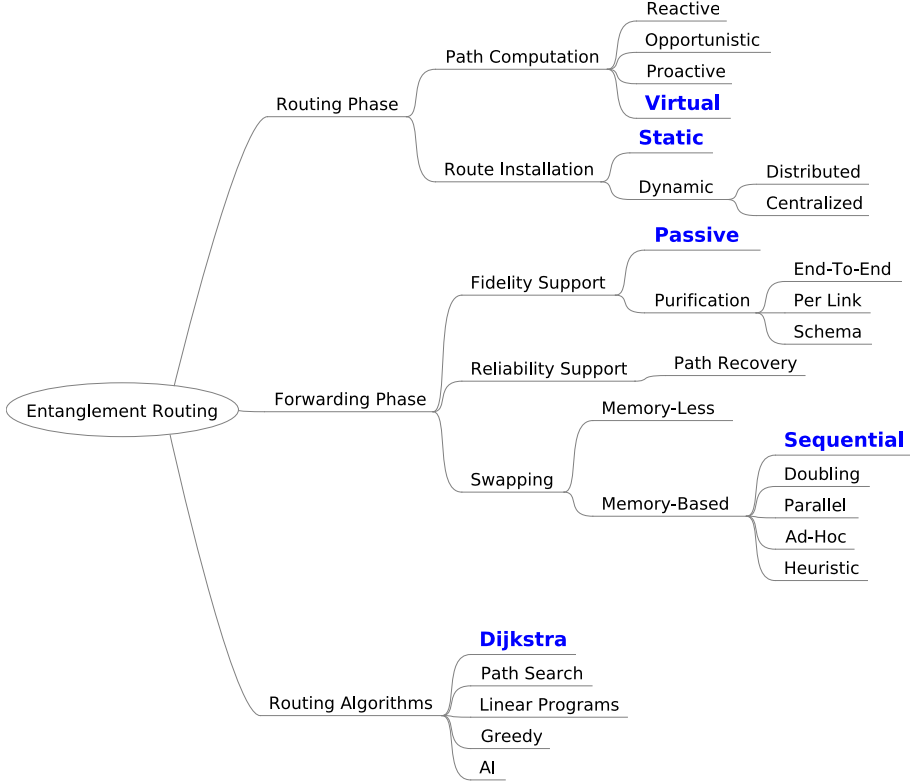 Entanglement Routing
Routing Phase
Path Computation
Reactive
Opportunistic
Proactive
Virtual
Route Installation
Static
Dynamic
Distributed
Centralized
Forwarding Phase
Fidelity Support
Passive
Purification
End-To-End
Per Link
Schema
Reliability Support
Path Recovery
Swapping
Memory-Less
Memory-Based
Sequential
Doubling
Parallel
Ad-Hoc
Heuristic
Routing Algorithms
Dijkstra
Path Search
Linear Programs
Greedy
AI